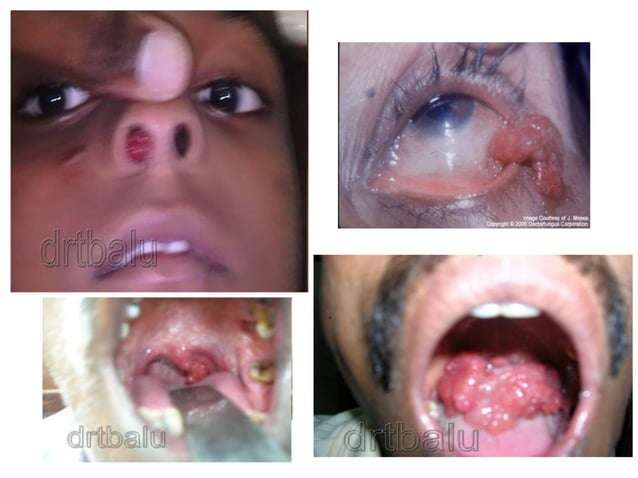 Image Courtesy of J. Moses
Copyright © 2005 Doctorfungus Corporation
drtbalu
drtbalu
drtbalu